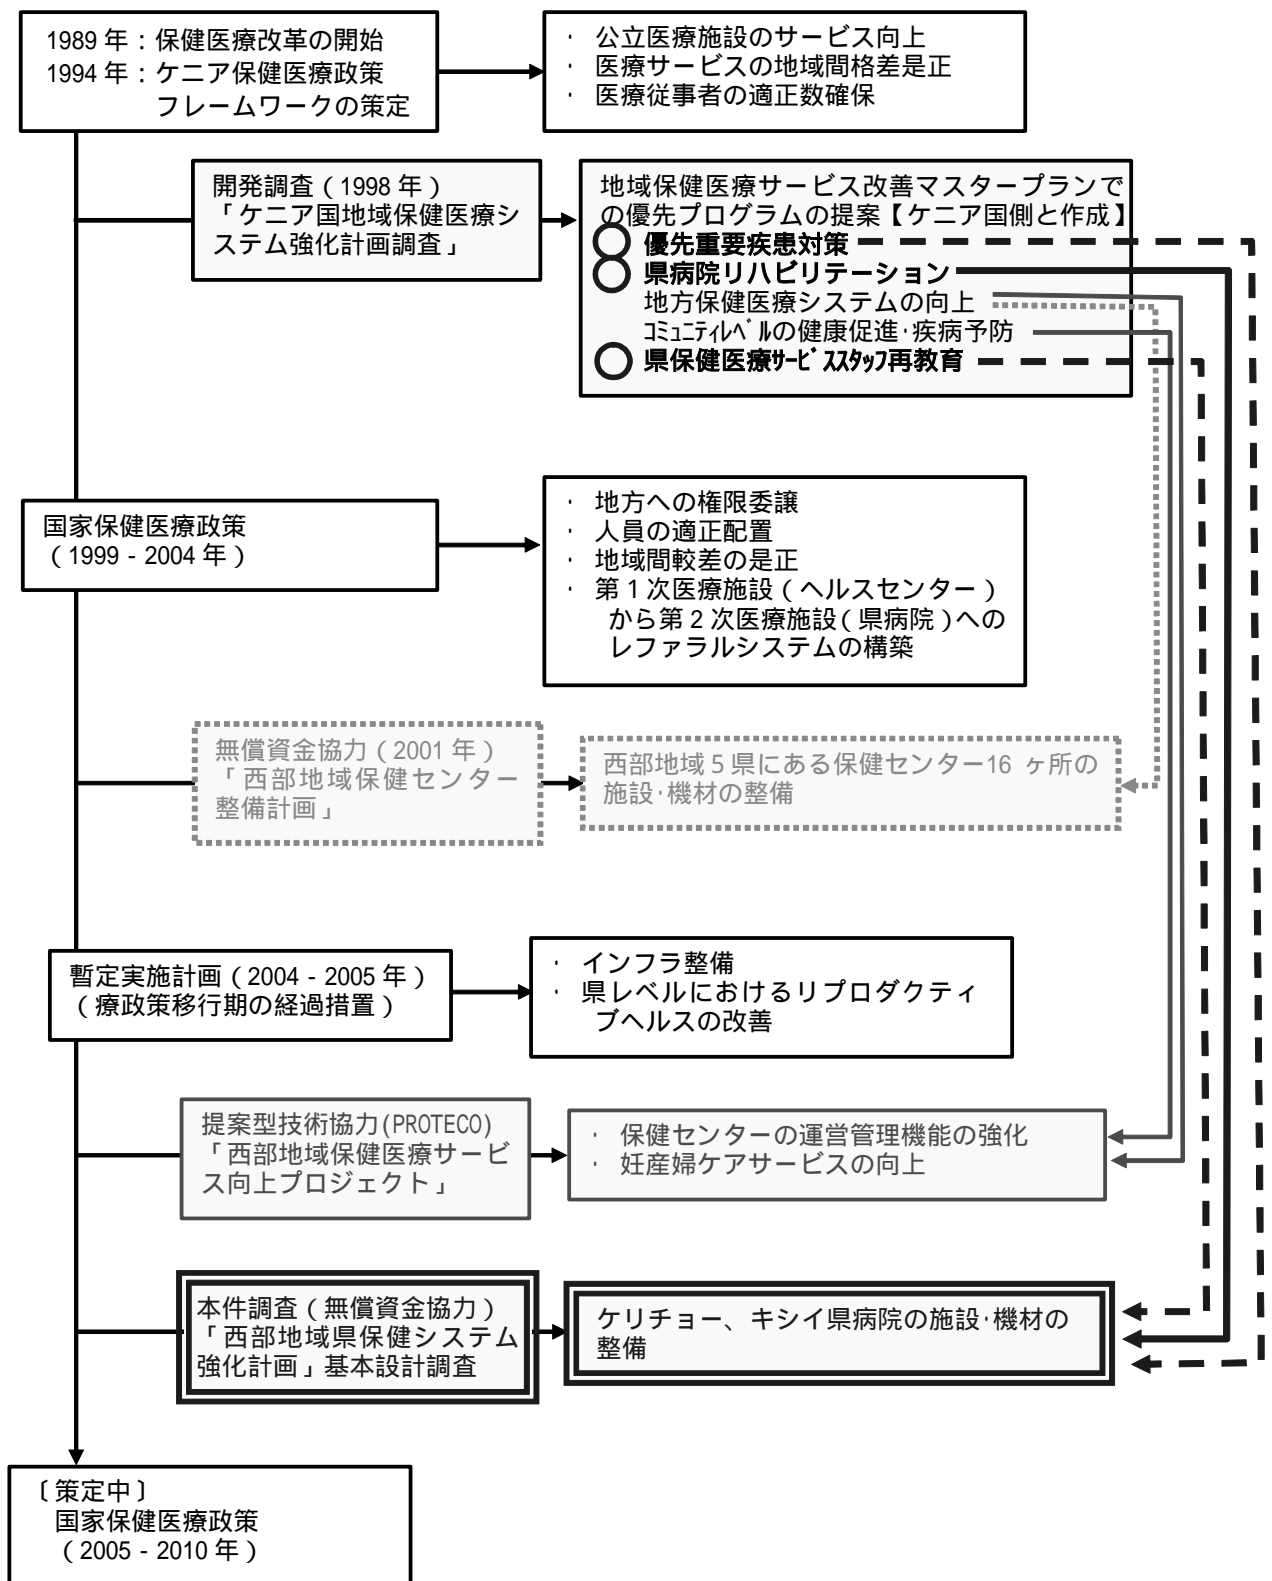 1989 年：保健医療改革の開始
1994 年：ケニア保健医療政策
フレームワークの策定
· 公立医療施設のサービス向上
· 医療サービスの地域間格差是正
· 医療従事者の適正数確保
開発調査（1998 年）
「ケニア国地域保健医療シ
ステム強化計画調査」
地域保健医療サービス改善マスタープランで
の優先プログラムの提案【ケニア国側と作成】
優先重要疾患対策
県病院リハビリテーション
地方保健医療システムの向上
ｺﾐｭﾆﾃｨﾚﾍﾞﾙの健康促進·疾病予防
県保健医療ｻｰﾋﾞｽｽﾀｯﾌ再教育
国家保健医療政策
（1999 - 2004 年）
· 地方への権限委譲
· 人員の適正配置
· 地域間較差の是正
· 第 1 次医療施設（ヘルスセンター）
から第 2 次医療施設（県病院）への
レファラルシステムの構築
無償資金協力（2001 年）
「西部地域保健センター
整備計画」
西部地域 5 県にある保健センター16 ヶ所の
施設·機材の整備
暫定実施計画（2004 - 2005 年）
（療政策移行期の経過措置）
· インフラ整備
· 県レベルにおけるリプロダクティ
ブヘルスの改善
提案型技術協力(PROTECO)
「西部地域保健医療サービ
ス向上プロジェクト」
· 保健センターの運営管理機能の強化
· 妊産婦ケアサービスの向上
本件調査（無償資金協力）
「西部地域県保健システム
強化計画」基本設計調査
ケリチョー、キシイ県病院の施設·機材の
整備
〔策定中〕
国家保健医療政策
（2005 - 2010 年）